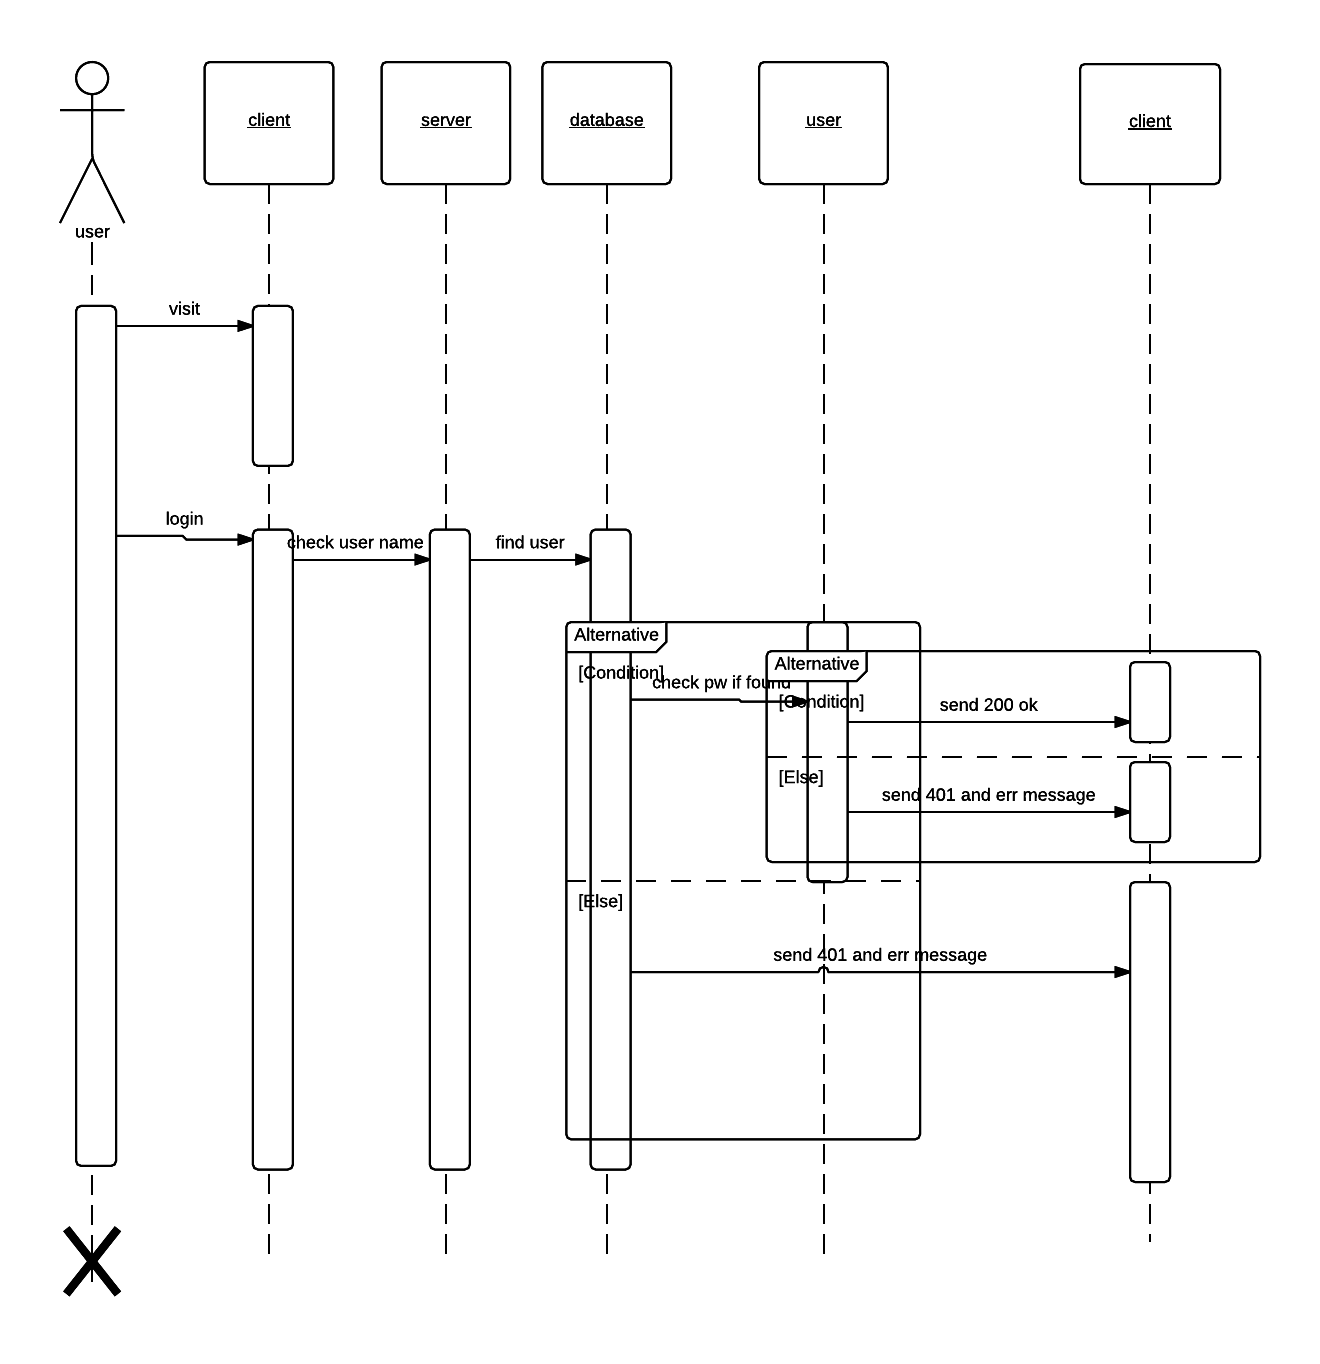 client
server
database
user
client
user
visit
login
check user name
find user
Alternative
[Condition]
check pw if found
Alternative
[Condition]
send 200 ok
[Else]
send 401 and err message
[Else]
send 401 and err message